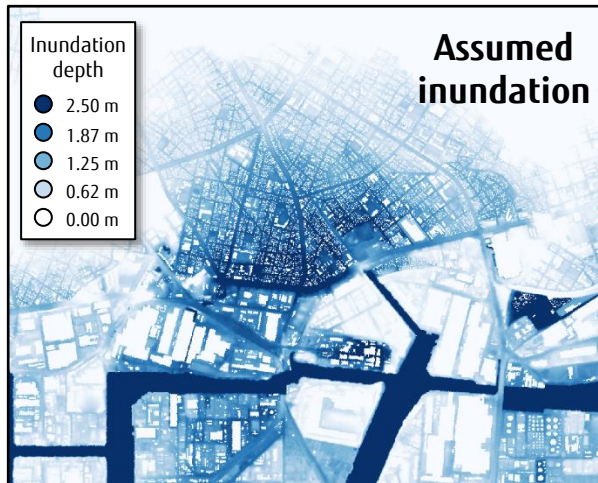 Inundation
depth
2.50 m
1.87 m
1.25 m
0.62 m
0.00 m
Assumed
inundation